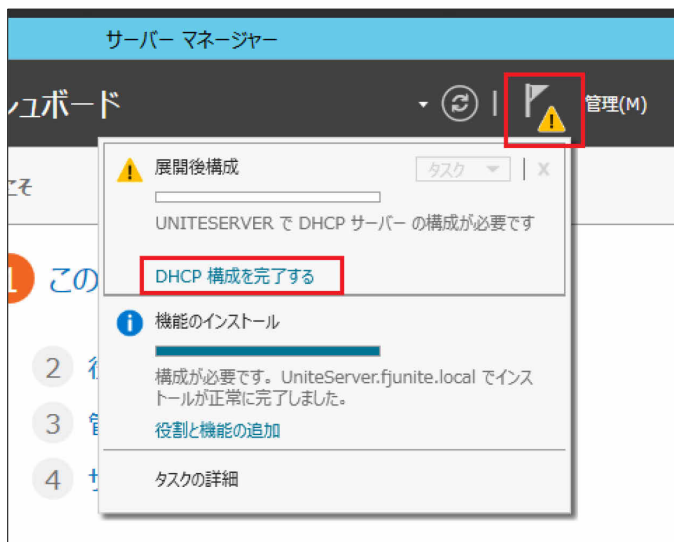 サーバー マネージャー
ュボード
管理(M)
こそ
展開後構成
タスク
x
UNITESERVER で DHCP サーバー の構成が必要です
DHCP 構成を完了する
1 この
機能のインストール
構成が必要です。UniteServer.fjunite.local でインス
トールが正常に完了しました。
役割と機能の追加
2
3
4
タスクの詳細